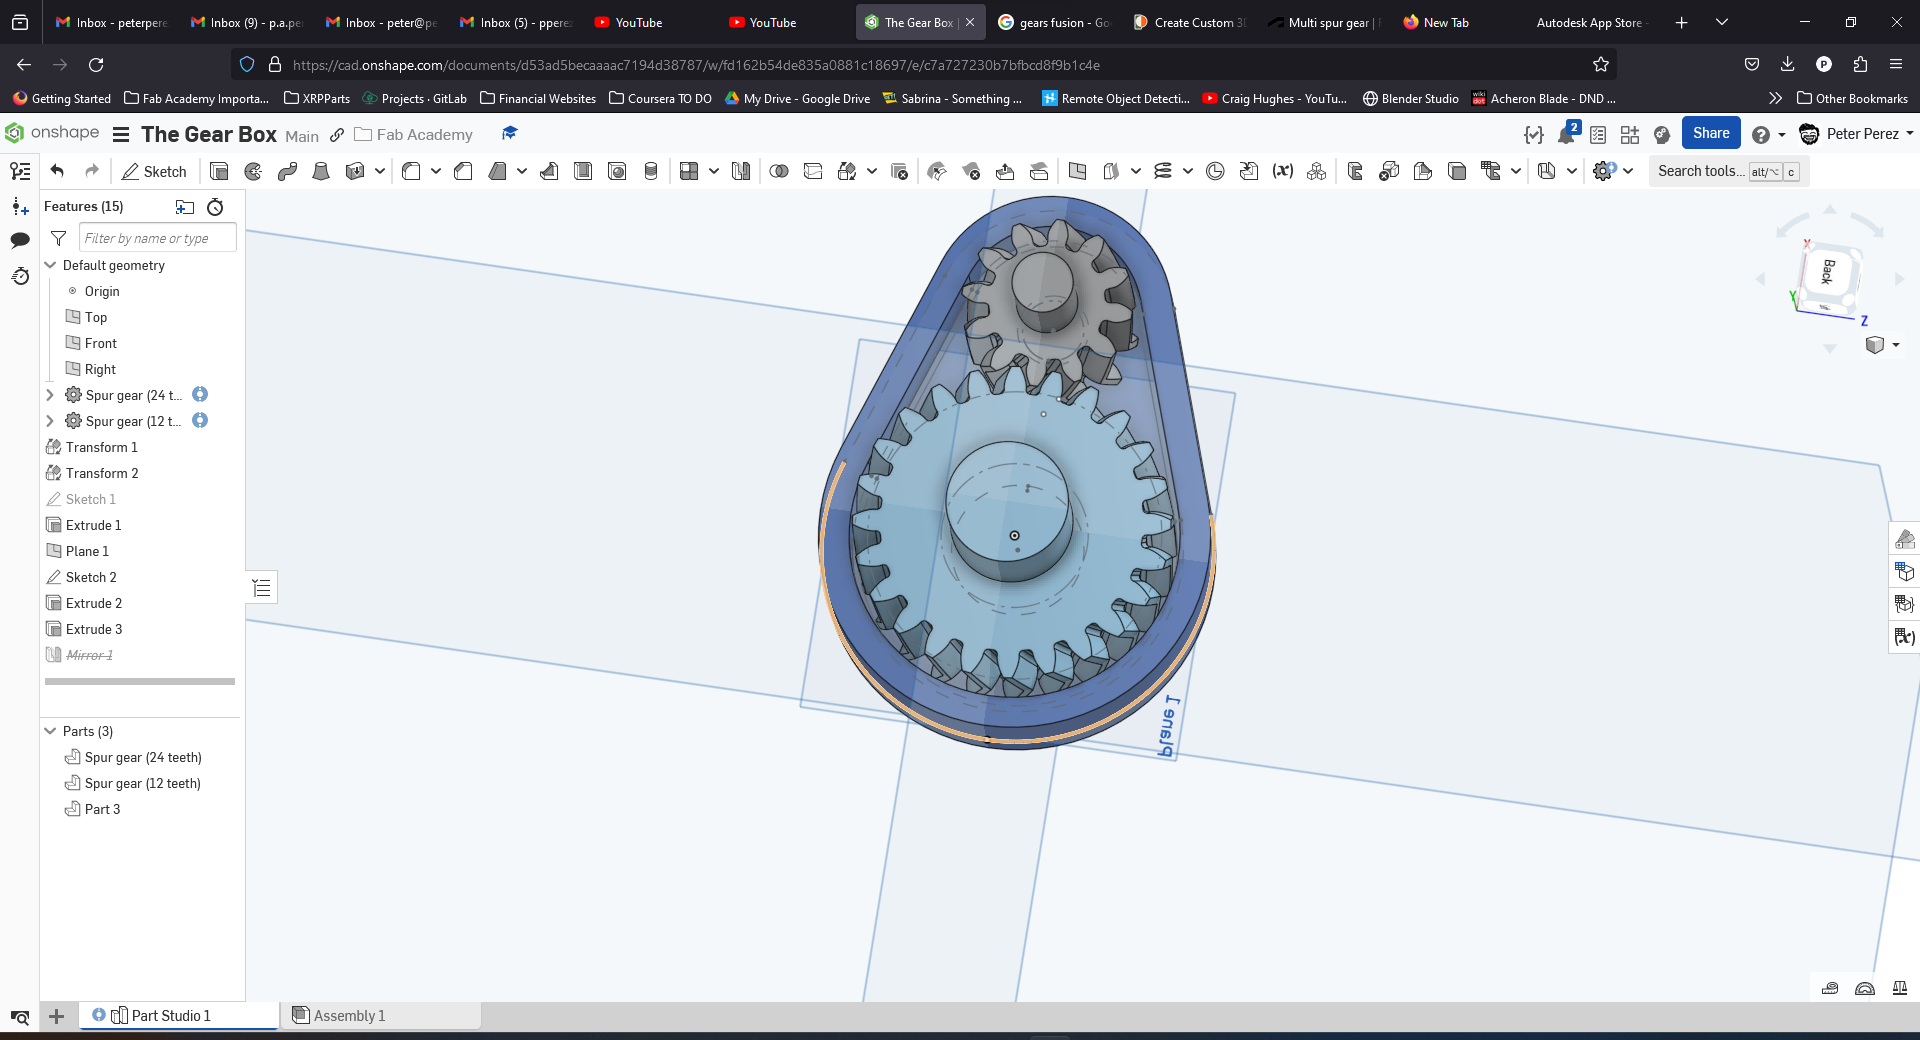 Inbox - peterpere
Inbox (9) - p.a.pe
Inbox - peter@pe
Inbox (5) - pperez
YouTube
YouTube
The Gear Box |
gears fusion - Go
Create Custom 3
Multi spur gear |
New Tab
Autodesk App Store -
https://cad.onshape.com/documents/d53ad5becaaaac7194d38787/w/fd162b54de835a0881c18697/e/c7a727230b7bfbcd8f9b1c4e
P
Getting Started
Fab Academy Importa...
XRPParts
Projects · GitLab
Financial Websites
Coursera TO DO
My Drive - Google Drive
Sabrina - Something ...
Remote Object Detecti...
Craig Hughes - YouTu...
Blender Studio
Acheron Blade - DND ...
Other Bookmarks
onshape
The Gear Box Main
Fab Academy
2
Share
Peter Perez
Sketch
(x)
Search tools... alt/⌥ c
Features (15)
Filter by name or type
Default geometry
Origin
Top
Front
Right
Spur gear (24 t...
Spur gear (12 t...
Transform 1
Transform 2
Sketch 1
Extrude 1
Plane 1
Sketch 2
Extrude 2
Extrude 3
Mirror 1
Parts (3)
Spur gear (24 teeth)
Spur gear (12 teeth)
Part 3
Plane 1
X
Back
Y
Z
(x)
Part Studio 1
Assembly 1